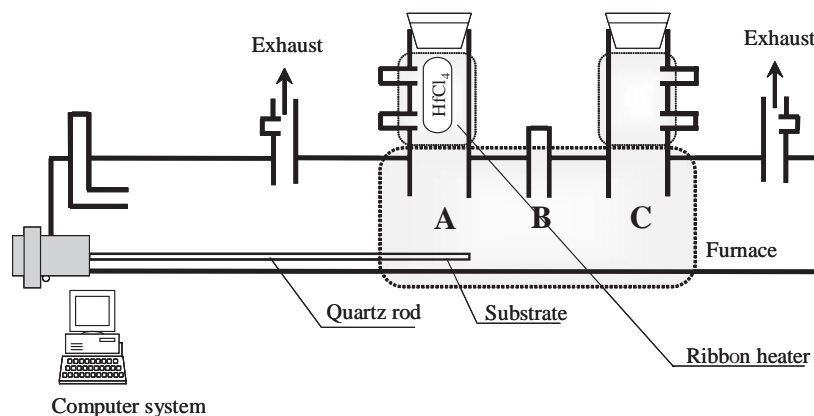 Exhaust
Exhaust
HfCl₄
A
B
C
Furnace
Quartz rod
Substrate
Ribbon heater
Computer system